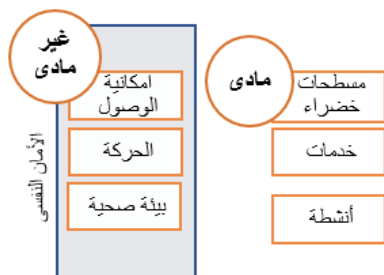 مادى
مسطحات
خضراء
خدمات
أنشطة
غير
مادى
امكانية
الوصول
الحركة
بيئة صحية
الأمان النفسى